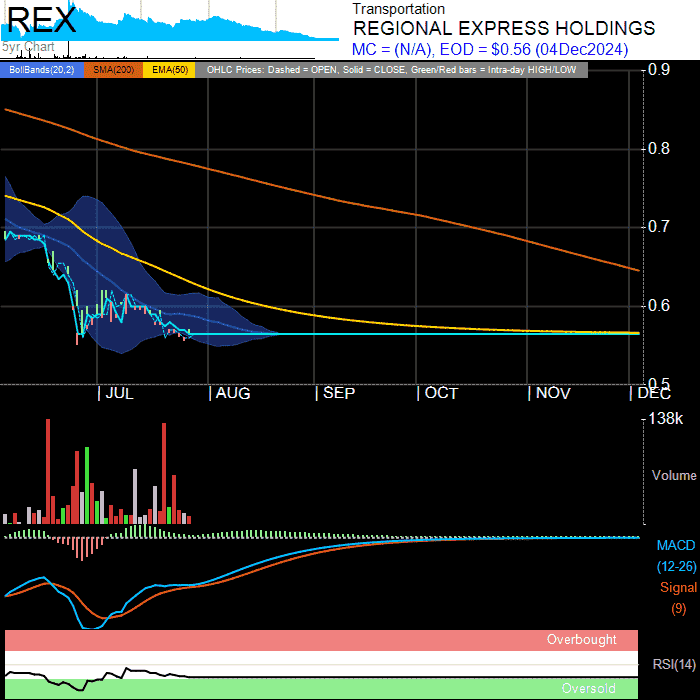 REX
5yr Chart
Transportation
REGIONAL EXPRESS HOLDINGS
MC = (N/A), EOD = $0.56 (04Dec2024)
BollBands(20,2) SMA(200) EMA(50) OHLC Prices: Dashed = OPEN, Solid = CLOSE, Green/Red bars = Intra-day HIGH/LOW
0.9
0.8
0.7
0.6
0.5
JUL AUG SEP OCT NOV DEC
138k
Volume
MACD
(12-26)
Signal
(9)
Overbought
RSI(14)
Oversold